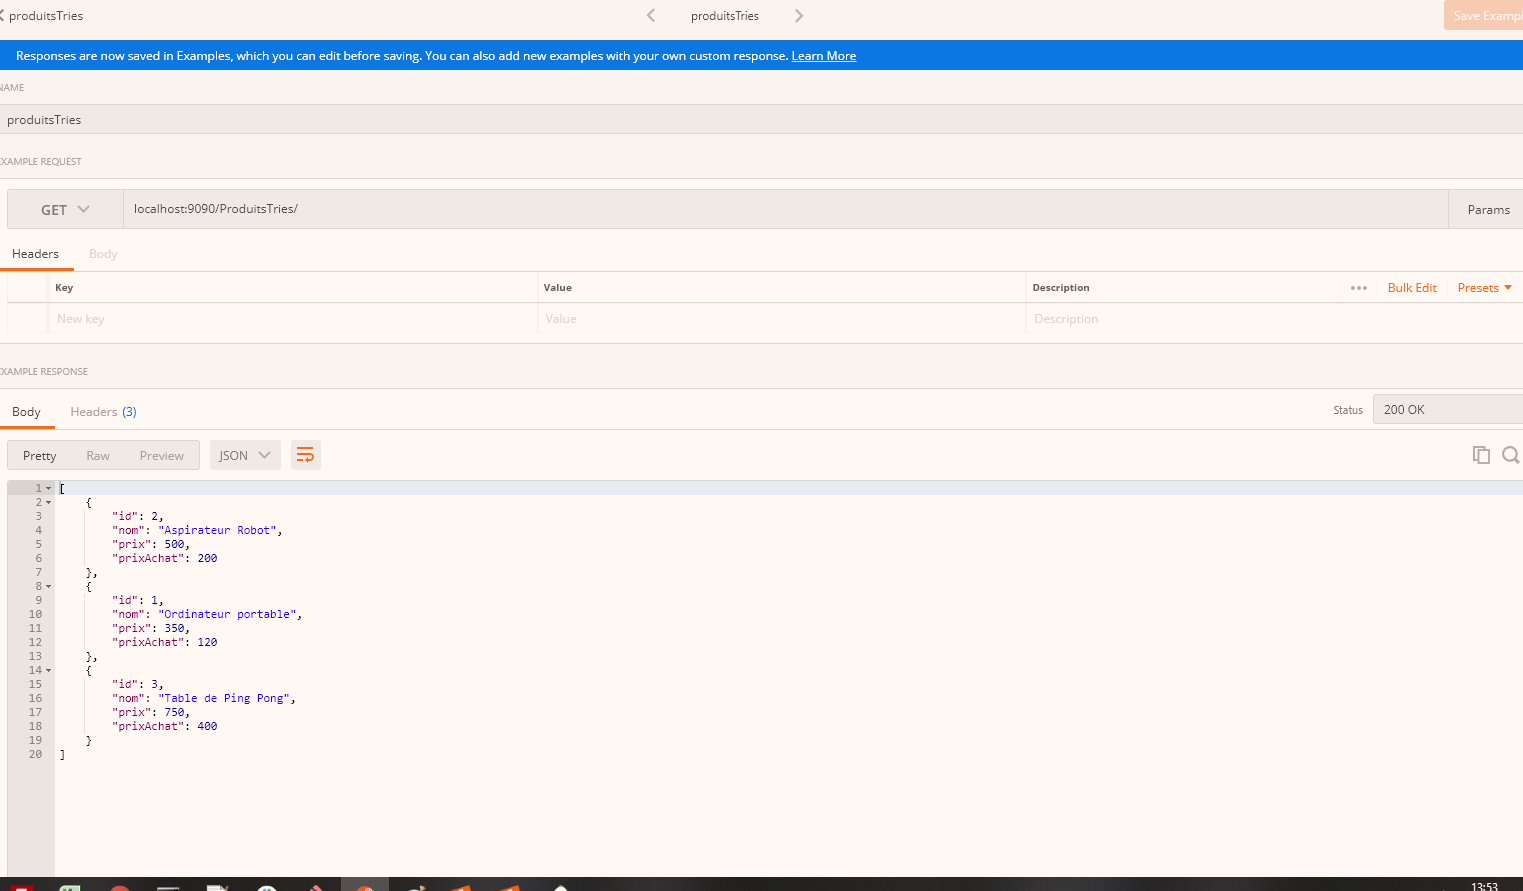 produitsTries
produitsTries
Save Exampl
Responses are now saved in Examples, which you can edit before saving. You can also add new examples with your own custom response. Learn More
NAME
produitsTries
EXAMPLE REQUEST
GET
localhost:9090/ProduitsTries/
Params
Headers
Body
Key
Value
Description
Bulk Edit
Presets
New key
Value
Description
EXAMPLE RESPONSE
Body
Headers (3)
Status
200 OK
Pretty
Raw
Preview
JSON
1 [
2 {
3 "id": 2,
4 "nom": "Aspirateur Robot",
5 "prix": 500,
6 "prixAchat": 200
7 },
8 {
9 "id": 1,
10 "nom": "Ordinateur portable",
11 "prix": 350,
12 "prixAchat": 120
13 },
14 {
15 "id": 3,
16 "nom": "Table de Ping Pong",
17 "prix": 750,
18 "prixAchat": 400
19 }
20 ]
13:53